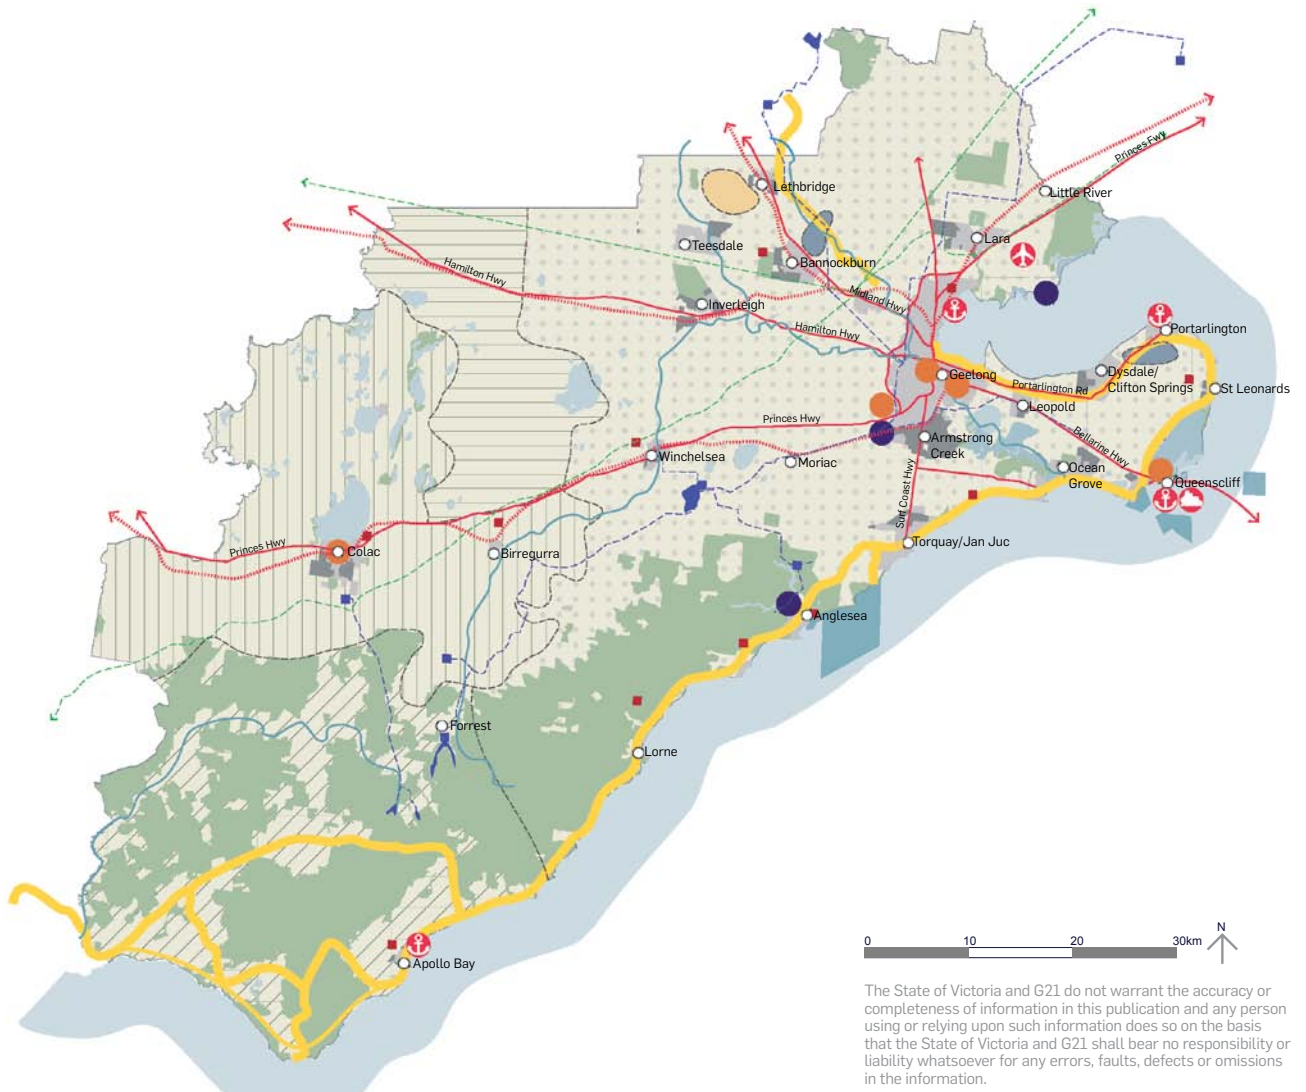 Princes Fwy
Little River
Lethbridge
Lara
Teesdale
Bannockburn
Hamilton Hwy
Midland Hwy
Inverleigh
Hamilton Hwy
Portarlington
Geelong
Dysdale/
Clifton Springs
Portarlington Rd
St Leonards
Leopold
Princes Hwy
Armstrong
Creek
Bellarine Hwy
Winchelsea
Moriac
Ocean
Grove
Queenscliff
Surf Coast Hwy
Princes Hwy
Colac
Birregurra
Torquay/Jan Juc
Anglesea
Forrest
Lorne
Apollo Bay
0 10 20 30km
N
The State of Victoria and G21 do not warrant the accuracy or
completeness of information in this publication and any person
using or relying upon such information does so on the basis
that the State of Victoria and G21 shall bear no responsibility or
liability whatsoever for any errors, faults, defects or omissions
in the information.